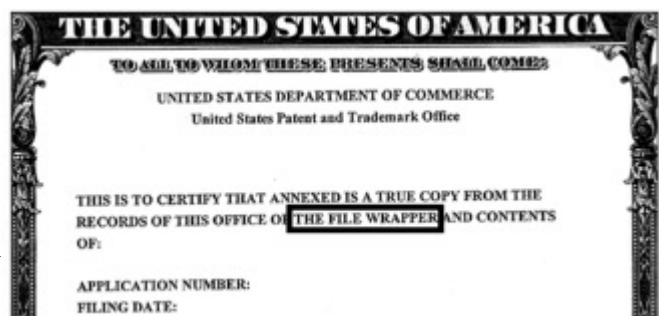 THE UNITED STATES OF AMERICA
TO ALL TO WHOM THESE PRESENTS SHALL COME:
UNITED STATES DEPARTMENT OF COMMERCE
United States Patent and Trademark Office
THIS IS TO CERTIFY THAT ANNEXED IS A TRUE COPY FROM THE
RECORDS OF THIS OFFICE OF THE FILE WRAPPER AND CONTENTS
OF:
APPLICATION NUMBER:
FILING DATE: